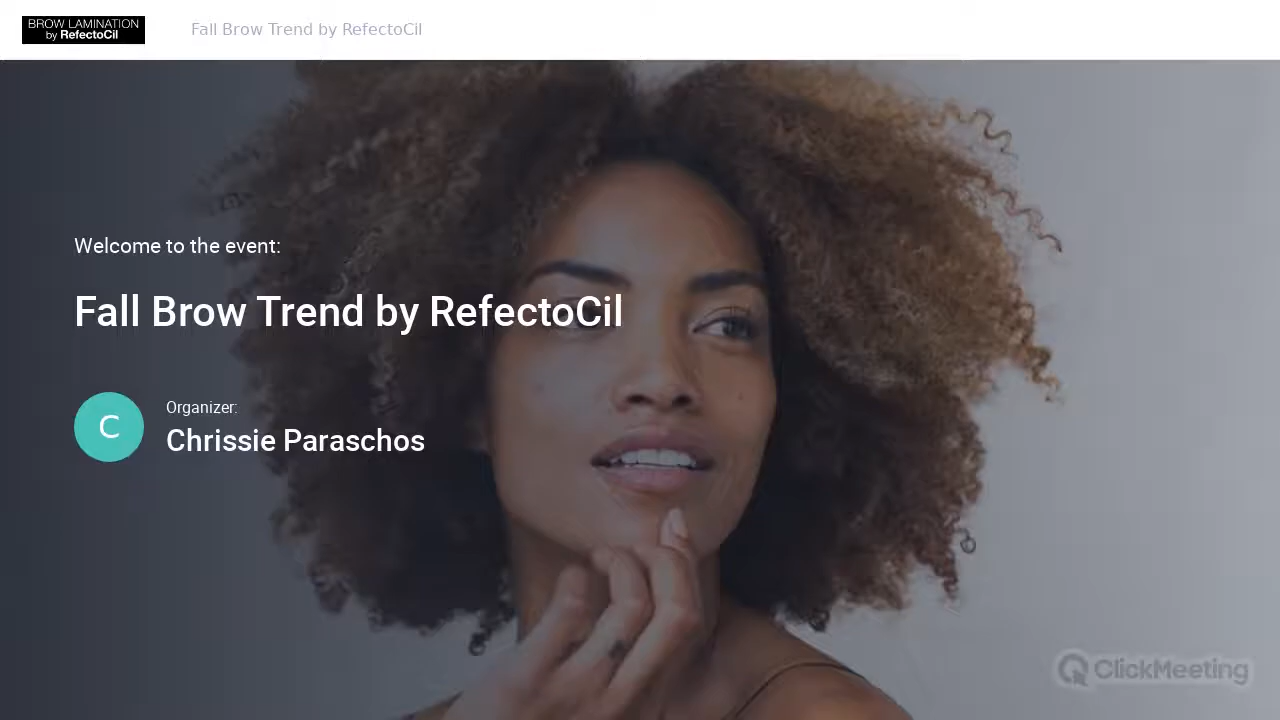 BROW LAMINATION
by RefectoCil
Fall Brow Trend by RefectoCil
Welcome to the event:
Fall Brow Trend by RefectoCil
C
Organizer:
Chrissie Paraschos
ClickMeeting